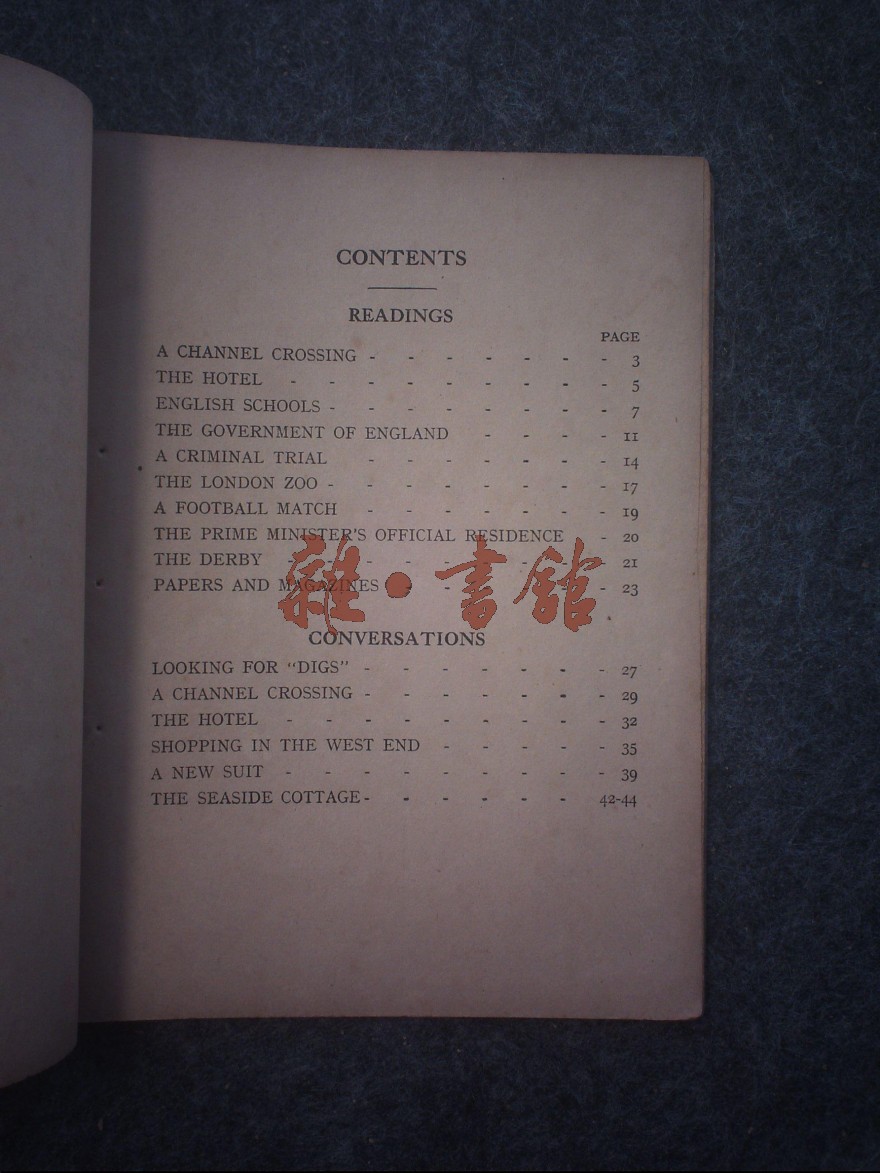 CONTENTS
READINGS
PAGE
A CHANNEL CROSSING - - - - - - - 3
THE HOTEL - - - - - - - - - 5
ENGLISH SCHOOLS - - - - - - - - 7
THE GOVERNMENT OF ENGLAND - - - - 11
A CRIMINAL TRIAL - - - - - - - 14
THE LONDON ZOO - - - - - - - - 17
A FOOTBALL MATCH - - - - - - - 19
THE PRIME MINISTER'S OFFICIAL RESIDENCE - 20
THE DERBY - - - - - - - - - 21
PAPERS AND MAGAZINES - - - - - - 23
雜·書館
CONVERSATIONS
LOOKING FOR "DIGS" - - - - - - - 27
A CHANNEL CROSSING - - - - - - - 29
THE HOTEL - - - - - - - - - 32
SHOPPING IN THE WEST END - - - - - 35
A NEW SUIT - - - - - - - - - 39
THE SEASIDE COTTAGE - - - - - - 42-44